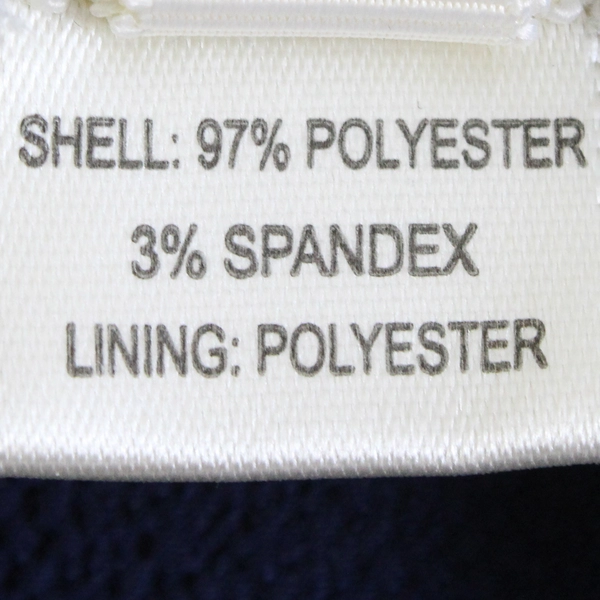 SHELL: 97% POLYESTER
3% SPANDEX
LINING: POLYESTER